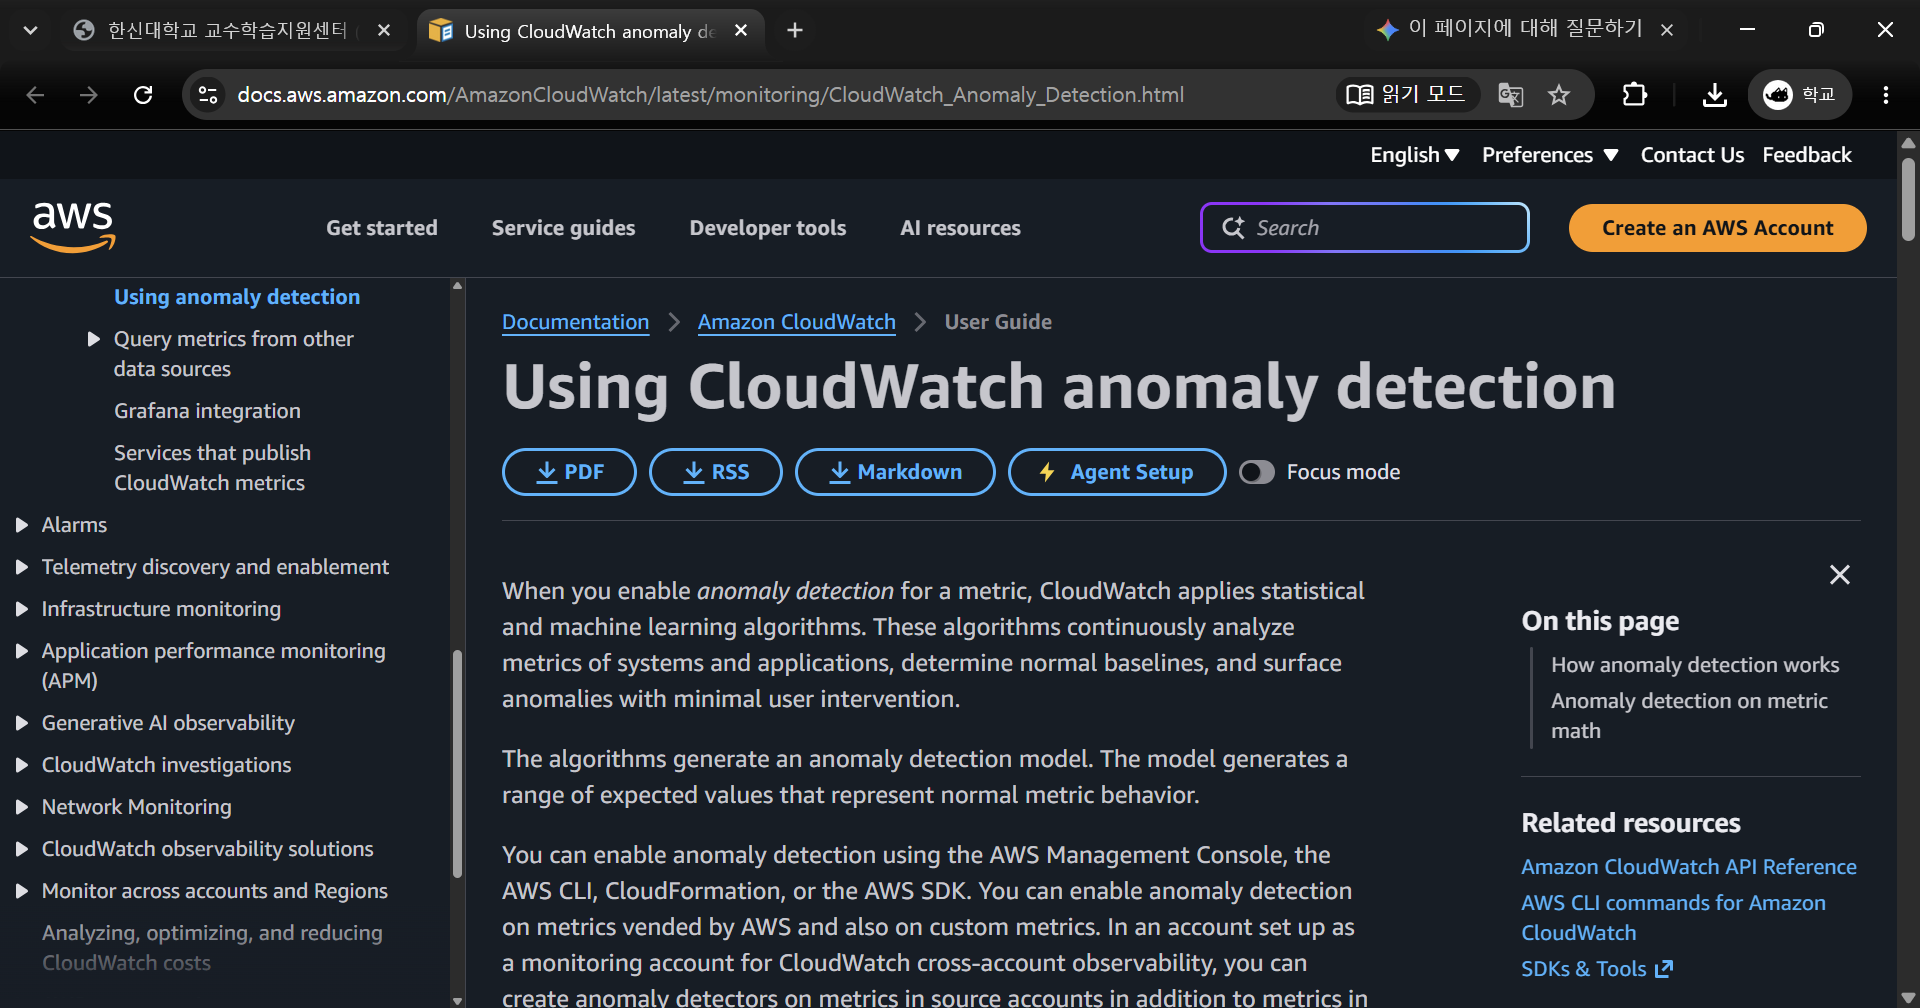 한신대학교 교수학습지원센터
Using CloudWatch anomaly de
이 페이지에 대해 질문하기
docs.aws.amazon.com/AmazonCloudWatch/latest/monitoring/CloudWatch_Anomaly_Detection.html
읽기 모드
학교
English
Preferences
Contact Us
Feedback
aws
Get started
Service guides
Developer tools
AI resources
Search
Create an AWS Account
Using anomaly detection
Query metrics from other
data sources
Grafana integration
Services that publish
CloudWatch metrics
Alarms
Telemetry discovery and enablement
Infrastructure monitoring
Application performance monitoring
(APM)
Generative AI observability
CloudWatch investigations
Network Monitoring
CloudWatch observability solutions
Monitor across accounts and Regions
Analyzing, optimizing, and reducing
CloudWatch costs
Documentation > Amazon CloudWatch > User Guide
Using CloudWatch anomaly detection
PDF
RSS
Markdown
Agent Setup
Focus mode
When you enable anomaly detection for a metric, CloudWatch applies statistical
and machine learning algorithms. These algorithms continuously analyze
metrics of systems and applications, determine normal baselines, and surface
anomalies with minimal user intervention.
The algorithms generate an anomaly detection model. The model generates a
range of expected values that represent normal metric behavior.
You can enable anomaly detection using the AWS Management Console, the
AWS CLI, CloudFormation, or the AWS SDK. You can enable anomaly detection
on metrics vended by AWS and also on custom metrics. In an account set up as
a monitoring account for CloudWatch cross-account observability, you can
create anomaly detectors on metrics in source accounts in addition to metrics in
On this page
How anomaly detection works
Anomaly detection on metric
math
Related resources
Amazon CloudWatch API Reference
AWS CLI commands for Amazon
CloudWatch
SDKs & Tools